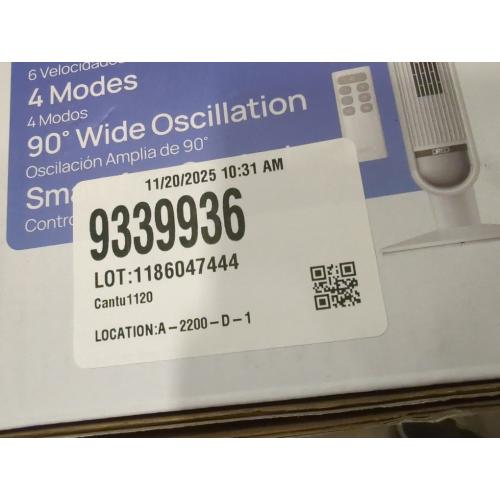 6 Velocidades
4 Modes
4 Modos
90° Wide Oscillation
Oscilación Amplia de 90°
11/20/2025 10:31 AM
9339936
LOT:1186047444
Cantu1120
LOCATION:A-2200-D-1